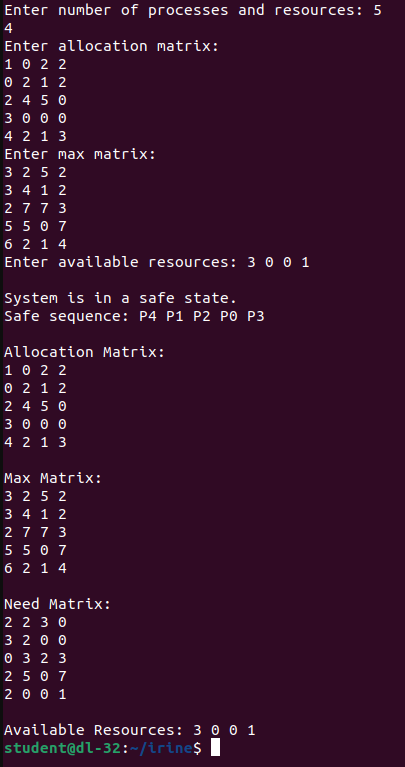 Enter number of processes and resources: 5
4
Enter allocation matrix:
1 0 2 2
0 2 1 2
2 4 5 0
3 0 0 0
4 2 1 3
Enter max matrix:
3 2 5 2
3 4 1 2
2 7 7 3
5 5 0 7
6 2 1 4
Enter available resources: 3 0 0 1
System is in a safe state.
Safe sequence: P4 P1 P2 P0 P3
Allocation Matrix:
1 0 2 2
0 2 1 2
2 4 5 0
3 0 0 0
4 2 1 3
Max Matrix:
3 2 5 2
3 4 1 2
2 7 7 3
5 5 0 7
6 2 1 4
Need Matrix:
2 2 3 0
3 2 0 0
0 3 2 3
2 5 0 7
2 0 0 1
Available Resources: 3 0 0 1
student@dl-32:~/irine$